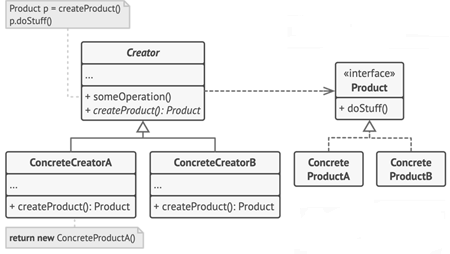 Product p = createProduct()
p.doStuff()
Creator
...
+ someOperation()
+ createProduct(): Product
«interface»
Product
+ doStuff()
ConcreteCreatorA
...
+ createProduct(): Product
ConcreteCreatorB
...
+ createProduct(): Product
Concrete
ProductA
Concrete
ProductB
return new ConcreteProductA()